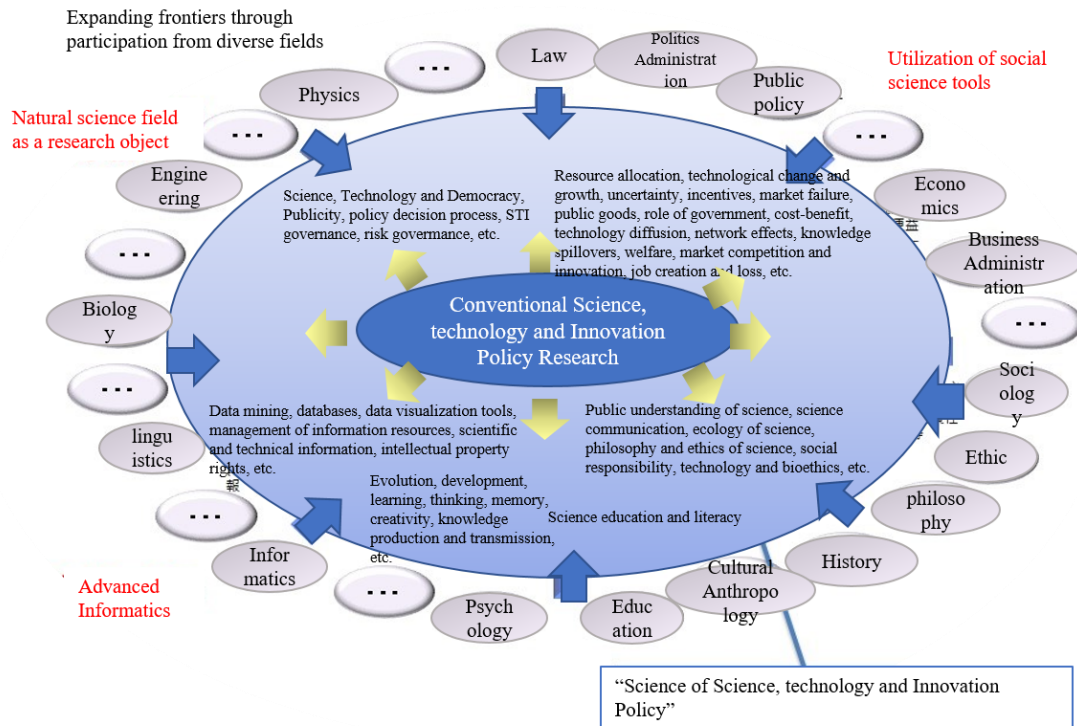 Expanding frontiers through
participation from diverse fields
Law
Politics
Administrat
ion
Public
policy
Utilization of social
science tools
Physics
Natural science field
as a research object
Engine
ering
Econo
mics
Business
Administr
ation
Biolog
y
Soci
olog
y
lingu
istics
Ethic
philoso
phy
Infor
matics
History
Cultural
Anthropo
logy
Psych
ology
Educ
ation
Advanced
Informatics
Science, Technology and Democracy,
Publicity, policy decision process, STI
governance, risk govermance, etc.
Resource allocation, technological change and
growth, uncertainty, incentives, market failure,
public goods, role of government, cost-benefit,
technology diffusion, network effects, knowledge
spillovers, welfare, market competition and
innovation, job creation and loss, etc.
Conventional Science,
technology and Innovation
Policy Research
Data mining, databases, data visualization tools,
management of information resources, scientific
and technical information, intellectual property
rights, etc.
報
Public understanding of science, science
communication, ecology of science,
philosophy and ethics of science, social
responsibility, technology and bioethics, etc.
Evolution, development,
learning, thinking, memory,
creativity, knowledge
production and transmission,
etc.
Science education and literacy
“Science of Science, technology and Innovation
Policy”